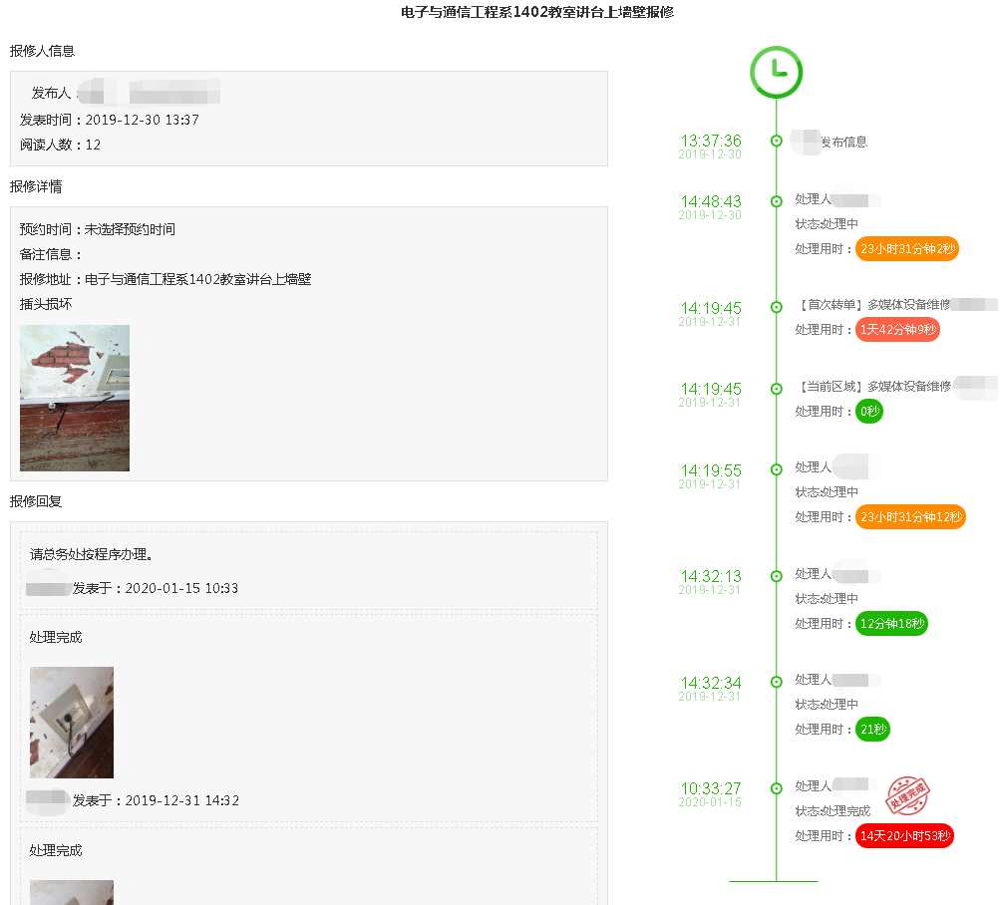 电子与通信工程系1402教室讲台上墙壁报修
报修人信息
发布人：
发表时间：2019-12-30 13:37
阅读人数：12
报修详情
预约时间：未选择预约时间
备注信息：
报修地址：电子与通信工程系1402教室讲台上墙壁
插头损坏
报修回复
请总务处按程序办理。
发表于：2020-01-15 10:33
处理完成
发表于：2019-12-31 14:32
处理完成
13:37:36
2019-12-30
发布信息
14:48:43
2019-12-30
处理人
状态:处理中
处理用时：23小时31分钟2秒
14:19:45
2019-12-31
【首次转单】多媒体设备维修
处理用时：1天42分钟9秒
14:19:45
2019-12-31
【当前区域】多媒体设备维修
处理用时：0秒
14:19:55
2019-12-31
处理人
状态:处理中
处理用时：23小时31分钟12秒
14:32:13
2019-12-31
处理人
状态:处理中
处理用时：12分钟18秒
14:32:34
2019-12-31
处理人
状态:处理中
处理用时：21秒
10:33:27
2020-01-15
处理人
处理完成
状态:处理完成
处理用时：14天20小时53秒